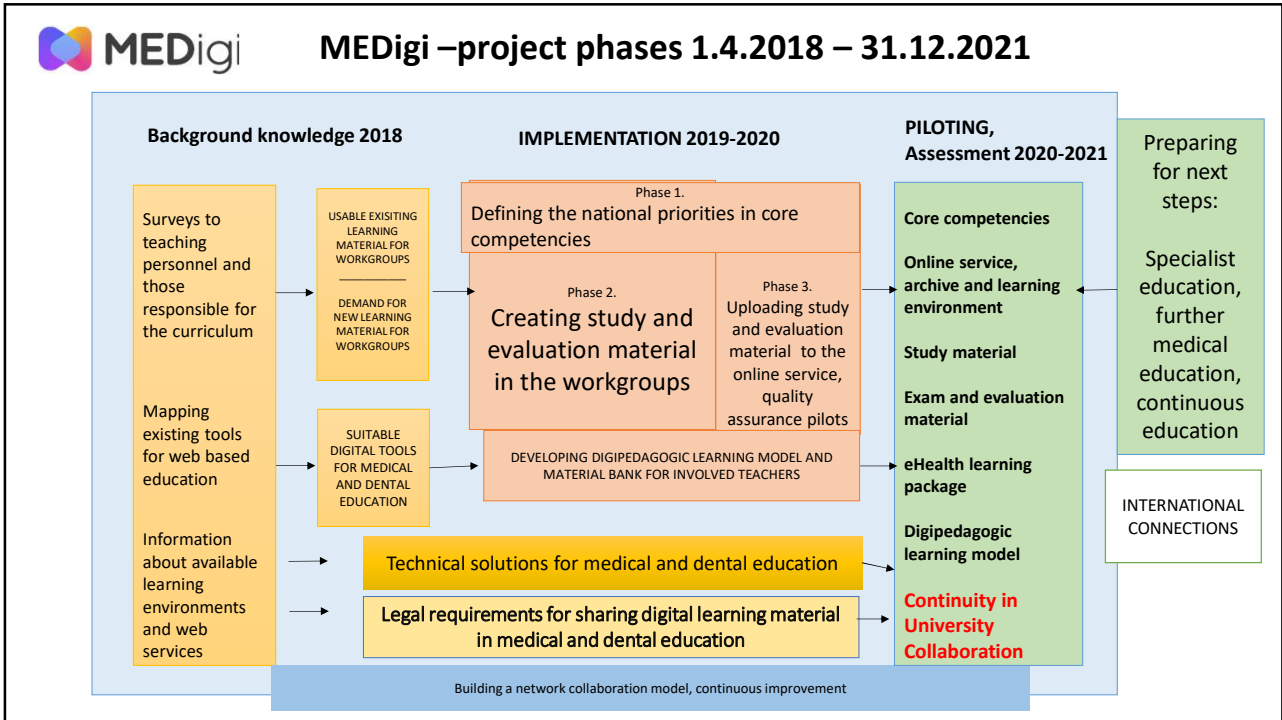 MEDigi
MEDigi –project phases 1.4.2018 – 31.12.2021
Background knowledge 2018
IMPLEMENTATION 2019-2020
PILOTING,
Assessment 2020-2021
Surveys to
teaching
personnel and
those
responsible for
the curriculum
Mapping
existing tools
for web based
education
Information
about available
learning
environments
and web
services
USABLE EXISITING
LEARNING
MATERIAL FOR
WORKGROUPS
DEMAND FOR
NEW LEARNING
MATERIAL FOR
WORKGROUPS
SUITABLE
DIGITAL TOOLS
FOR MEDICAL
AND DENTAL
EDUCATION
Phase 1.
Defining the national priorities in core
competencies
Phase 2.
Creating study and
evaluation material
in the workgroups
Phase 3.
Uploading study
and evaluation
material to the
online service,
quality
assurance pilots
DEVELOPING DIGIPEDAGOGIC LEARNING MODEL AND
MATERIAL BANK FOR INVOLVED TEACHERS
Technical solutions for medical and dental education
Legal requirements for sharing digital learning material
in medical and dental education
Core competencies
Online service,
archive and learning
environment
Study material
Exam and evaluation
material
eHealth learning
package
Digipedagogic
learning model
Continuity in
University
Collaboration
Preparing
for next
steps:
Specialist
education,
further
medical
education,
continuous
education
INTERNATIONAL
CONNECTIONS
Building a network collaboration model, continuous improvement